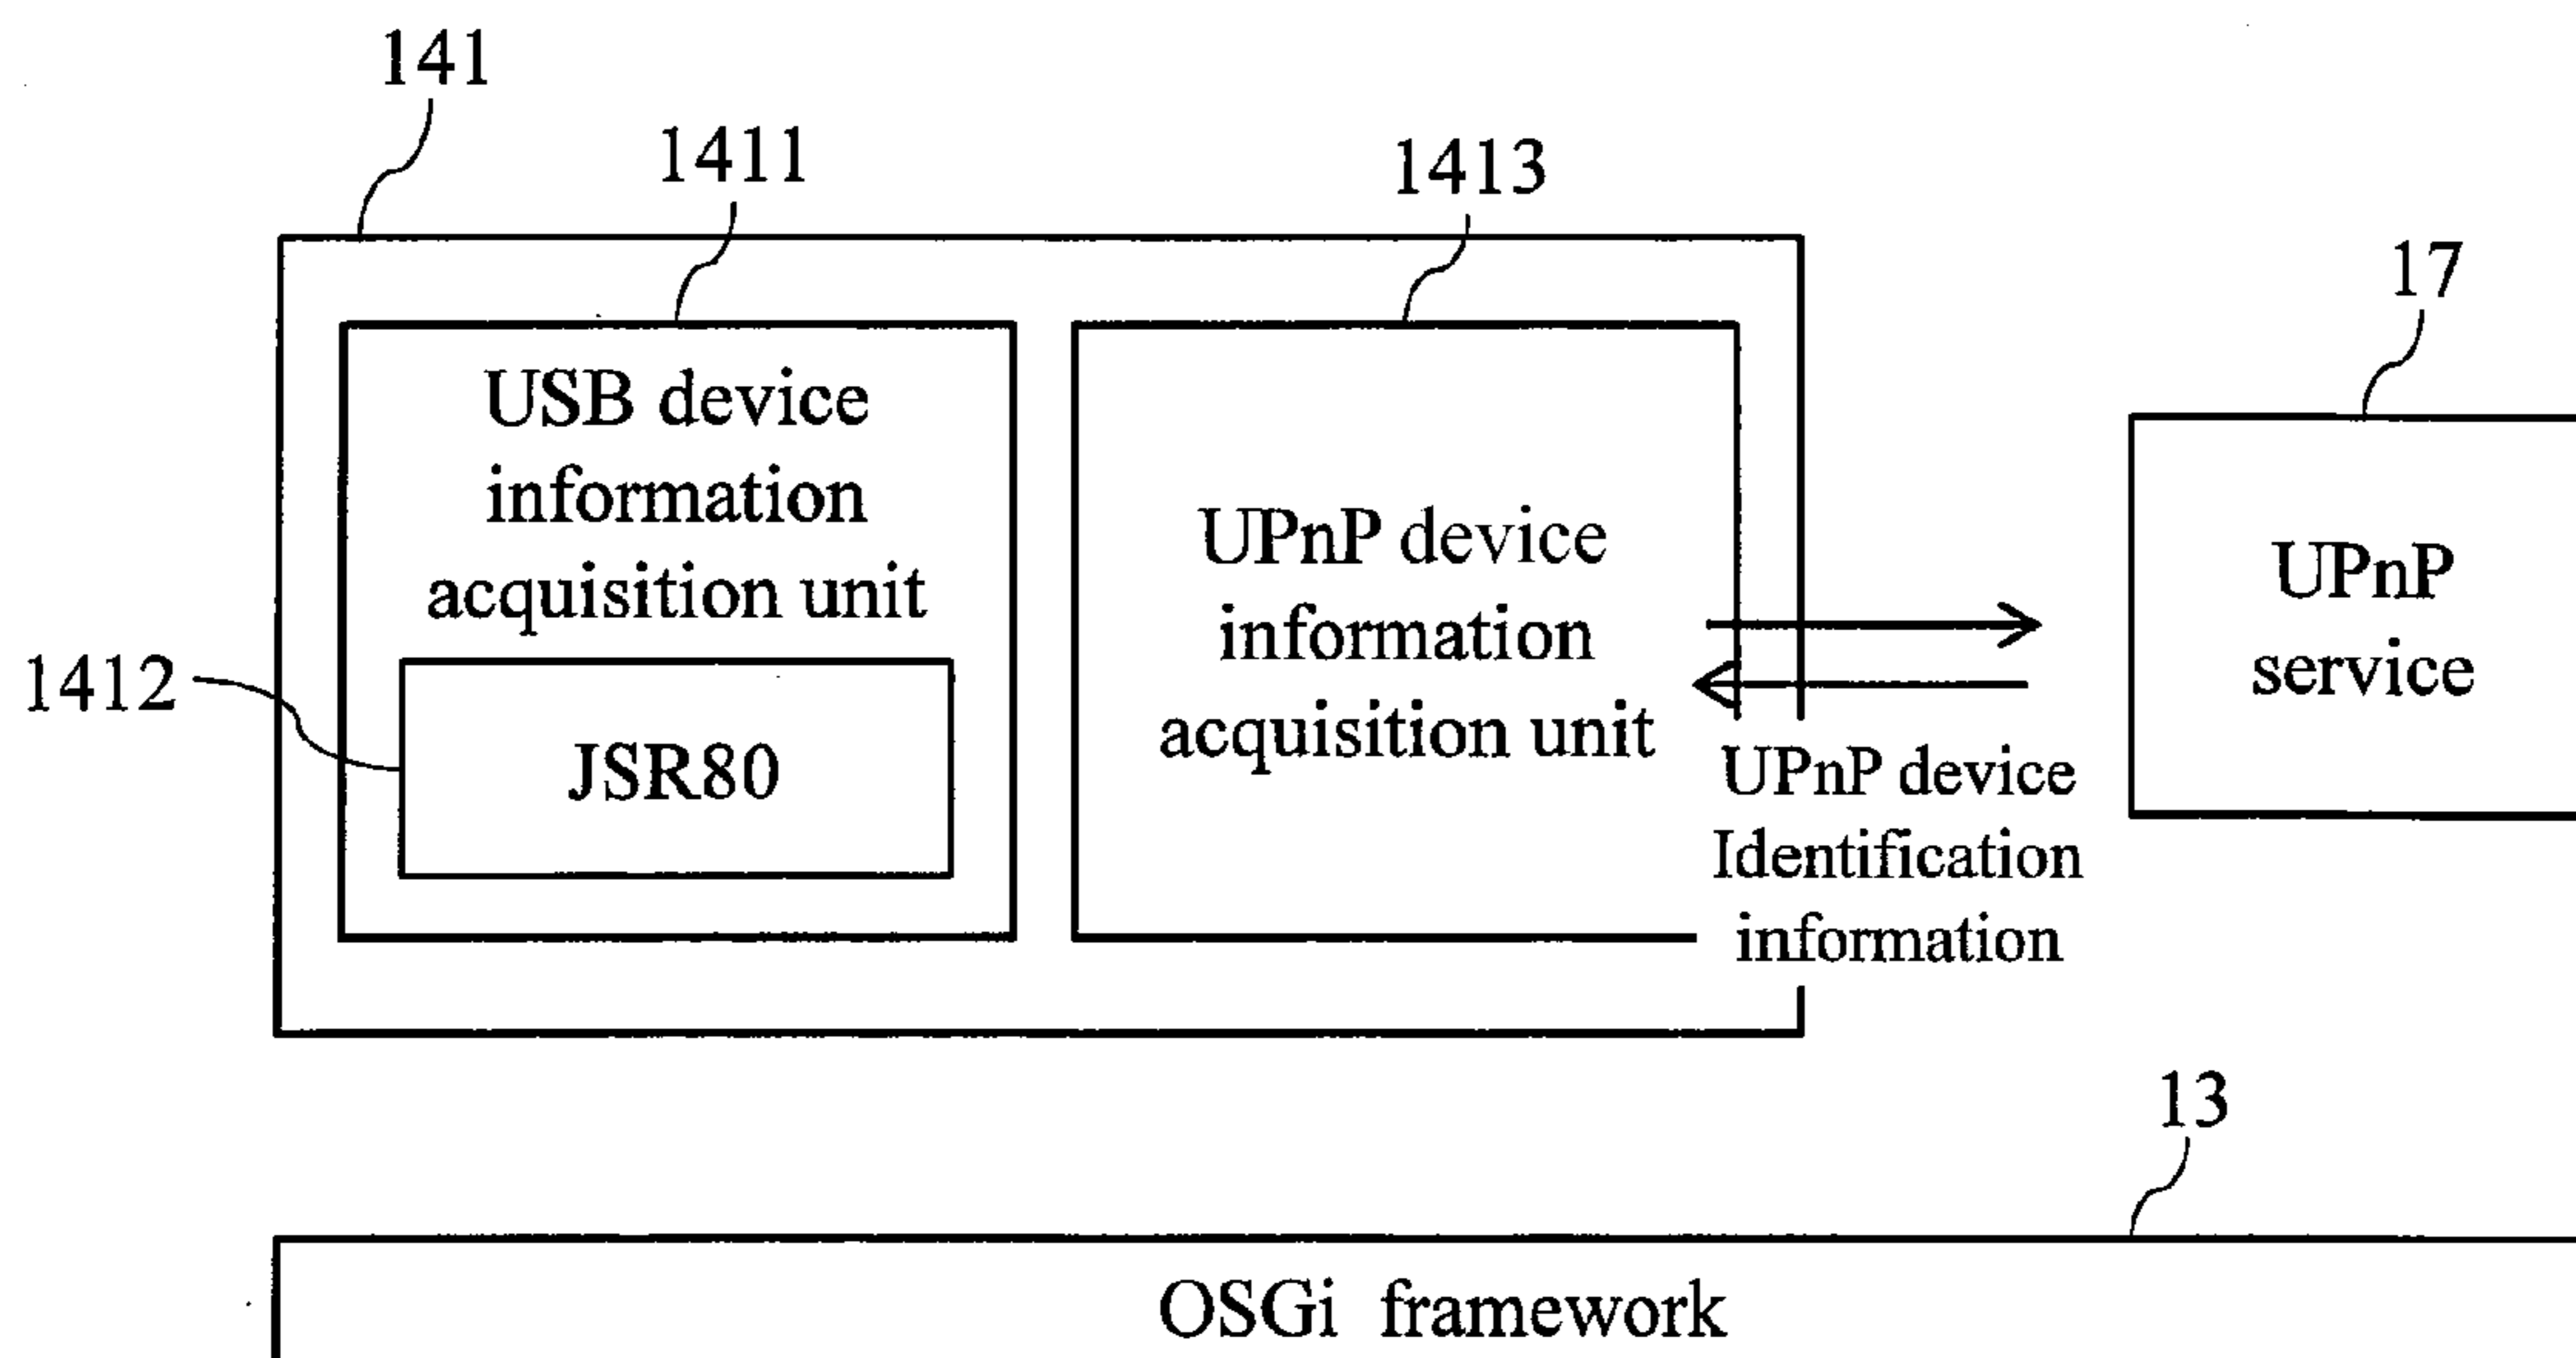 141
1411
1413
17
USB device
information
acquisition unit
1412
JSR80
UPnP device
information
acquisition unit
UPnP device
Identification
information
UPnP
service
13
OSGi framework